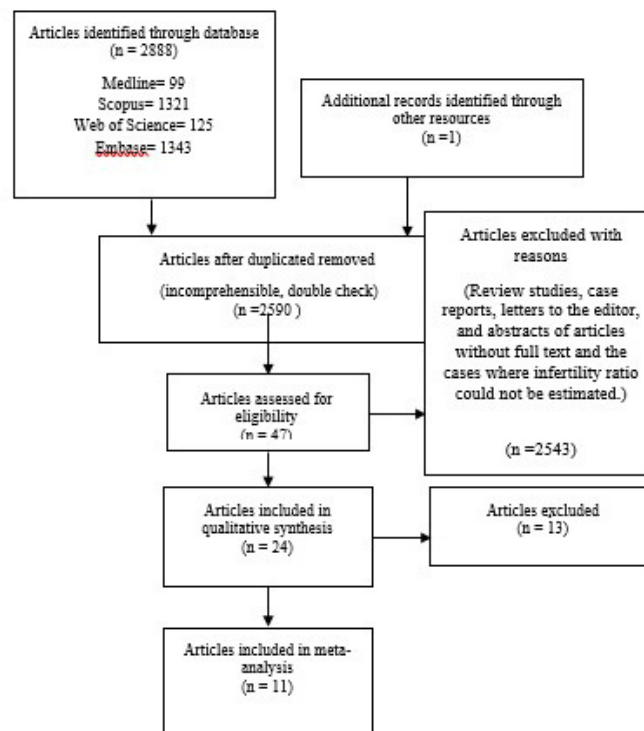 Articles identified through database
(n = 2888)
Medline= 99
Scopus= 1321
Web of Science= 125
Embase= 1343
Additional records identified through
other resources
(n =1)
Articles after duplicated removed
(incomprehensible, double check)
(n =2590 )
Articles excluded with
reasons
(Review studies, case
reports, letters to the editor,
and abstracts of articles
without full text and the
cases where infertility ratio
could not be estimated.)
(n =2543)
Articles assessed for
eligibility
(n = 47)
Articles included in
qualitative synthesis
(n = 24)
Articles excluded
(n = 13)
Articles included in meta-
analysis
(n = 11)